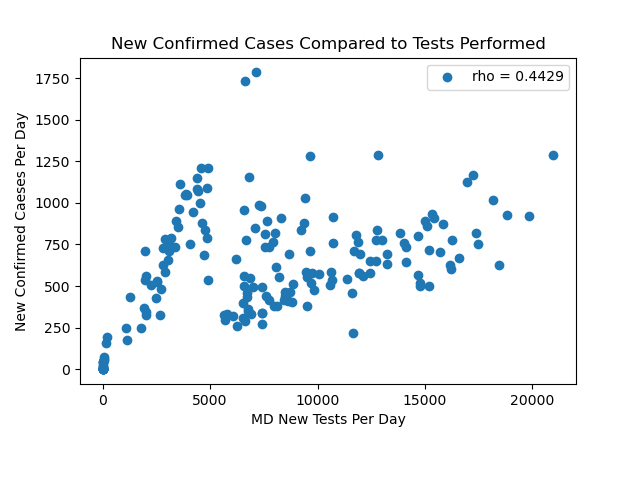 New Confirmed Cases Compared to Tests Performed
rho = 0.4429
New Confirmed Caeses Per Day
1750
1500
1250
1000
750
500
250
0
0 5000 10000 15000 20000
MD New Tests Per Day